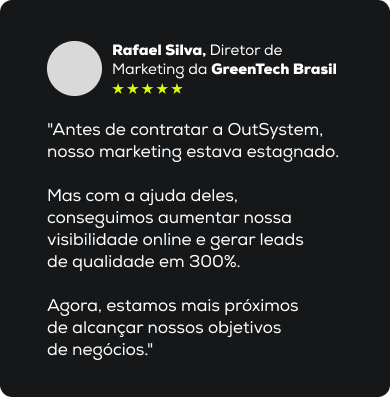 Rafael Silva, Diretor de
Marketing da GreenTech Brasil
"Antes de contratar a OutSystem,
nosso marketing estava estagnado.
Mas com a ajuda deles,
conseguimos aumentar nossa
visibilidade online e gerar leads
de qualidade em 300%.
Agora, estamos mais próximos
de alcançar nossos objetivos
de negócios."